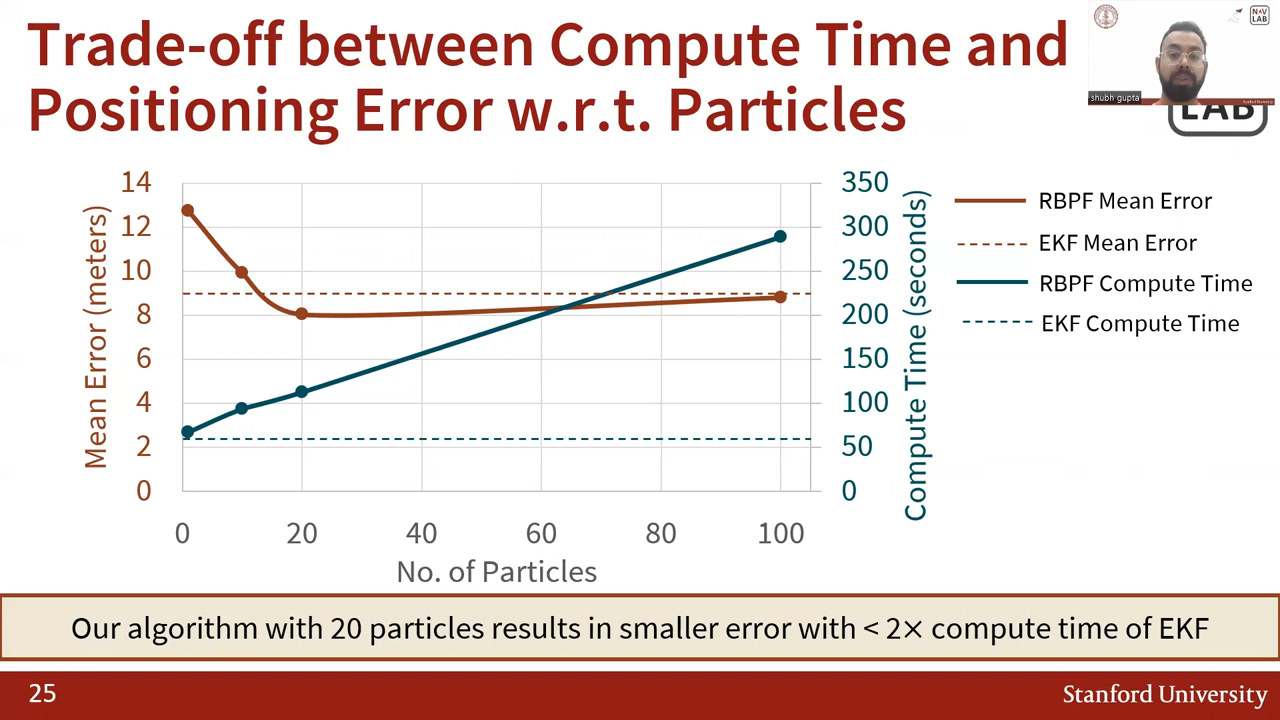 Trade-off between Compute Time and
Positioning Error w.r.t. Particles
NAV
LAB
shubh gupta
LAB
14
12
10
8
6
4
2
0
Mean Error (meters)
350
300
250
200
150
100
50
0
Compute Time (seconds)
0 20 40 60 80 100
No. of Particles
RBPF Mean Error
EKF Mean Error
RBPF Compute Time
EKF Compute Time
Our algorithm with 20 particles results in smaller error with < 2× compute time of EKF
25
Stanford University